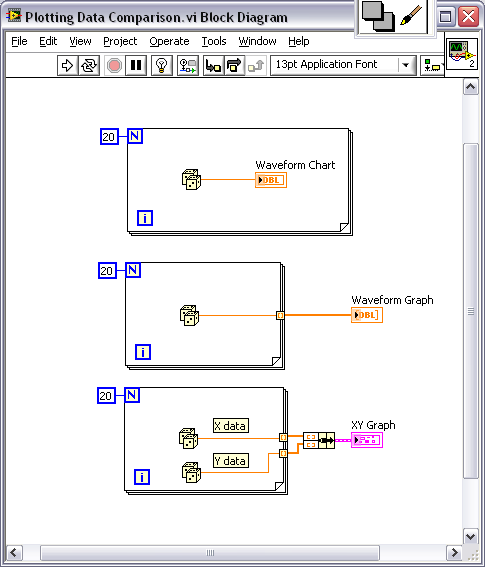 Plotting Data Comparison.vi Block Diagram
File Edit View Project Operate Tools Window Help
13pt Application Font
2
20 N
Waveform Chart
DBL
i
20 N
Waveform Graph
DBL
i
20 N
X data
XY Graph
Y data
i